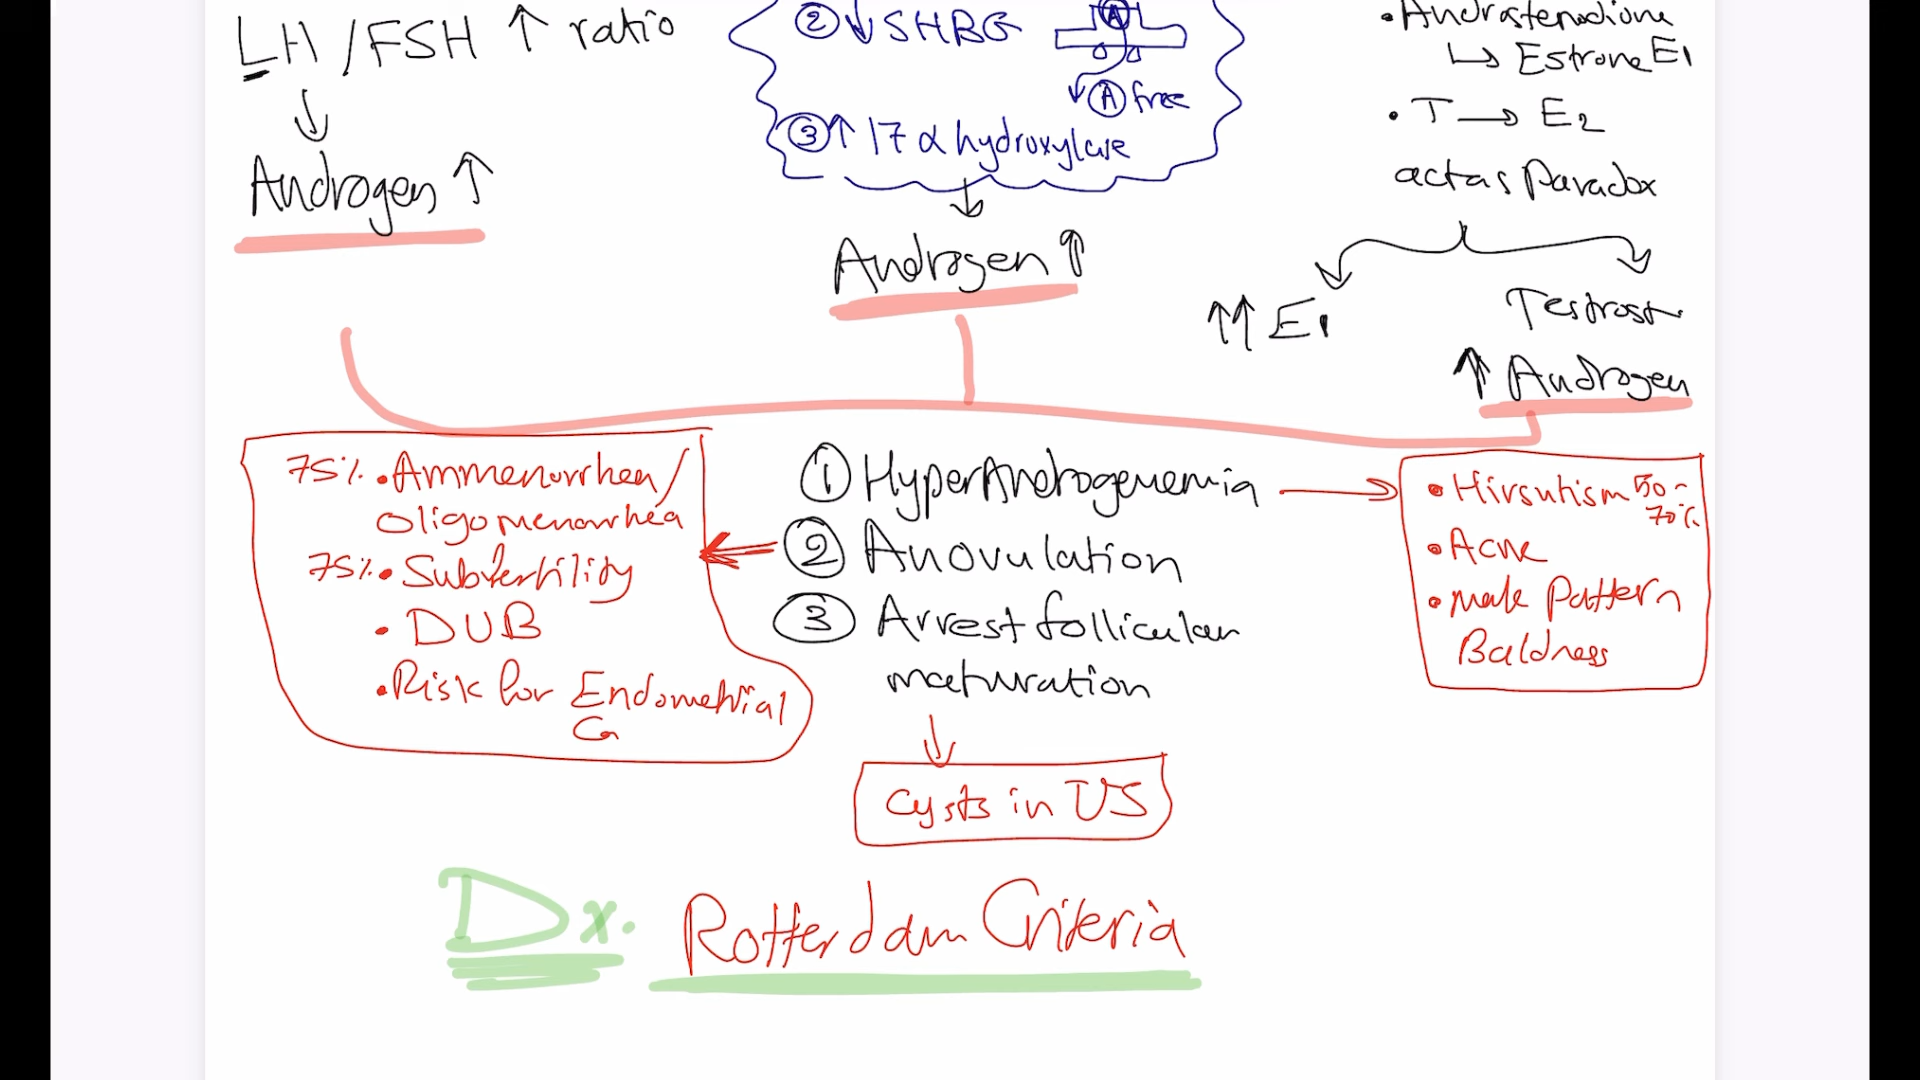 LH/FSH ↑ ratio
↓
Androgen ↑
② ↓ SHBG
A
A free
③ ↑ 17 α hydroxylase
↓
Androgen ↑
• Androstenedione
↳ Estrone E1
• T → E2
act as Paradox
↑↑ E1
Testrost
↑ Androgen
① HyperAndrogenemia →
② Anovulation
③ Arrest follicular
maturation
↓
Cysts in US
75% • Ammenorrhea/
Oligomenorrhea
75% • Subfertility
• DUB
• Risk for Endometrial
Ca
• Hirsutism 50-
70%
• Acne
• Male Pattern
Baldness
Dx. Rotterdam Criteria